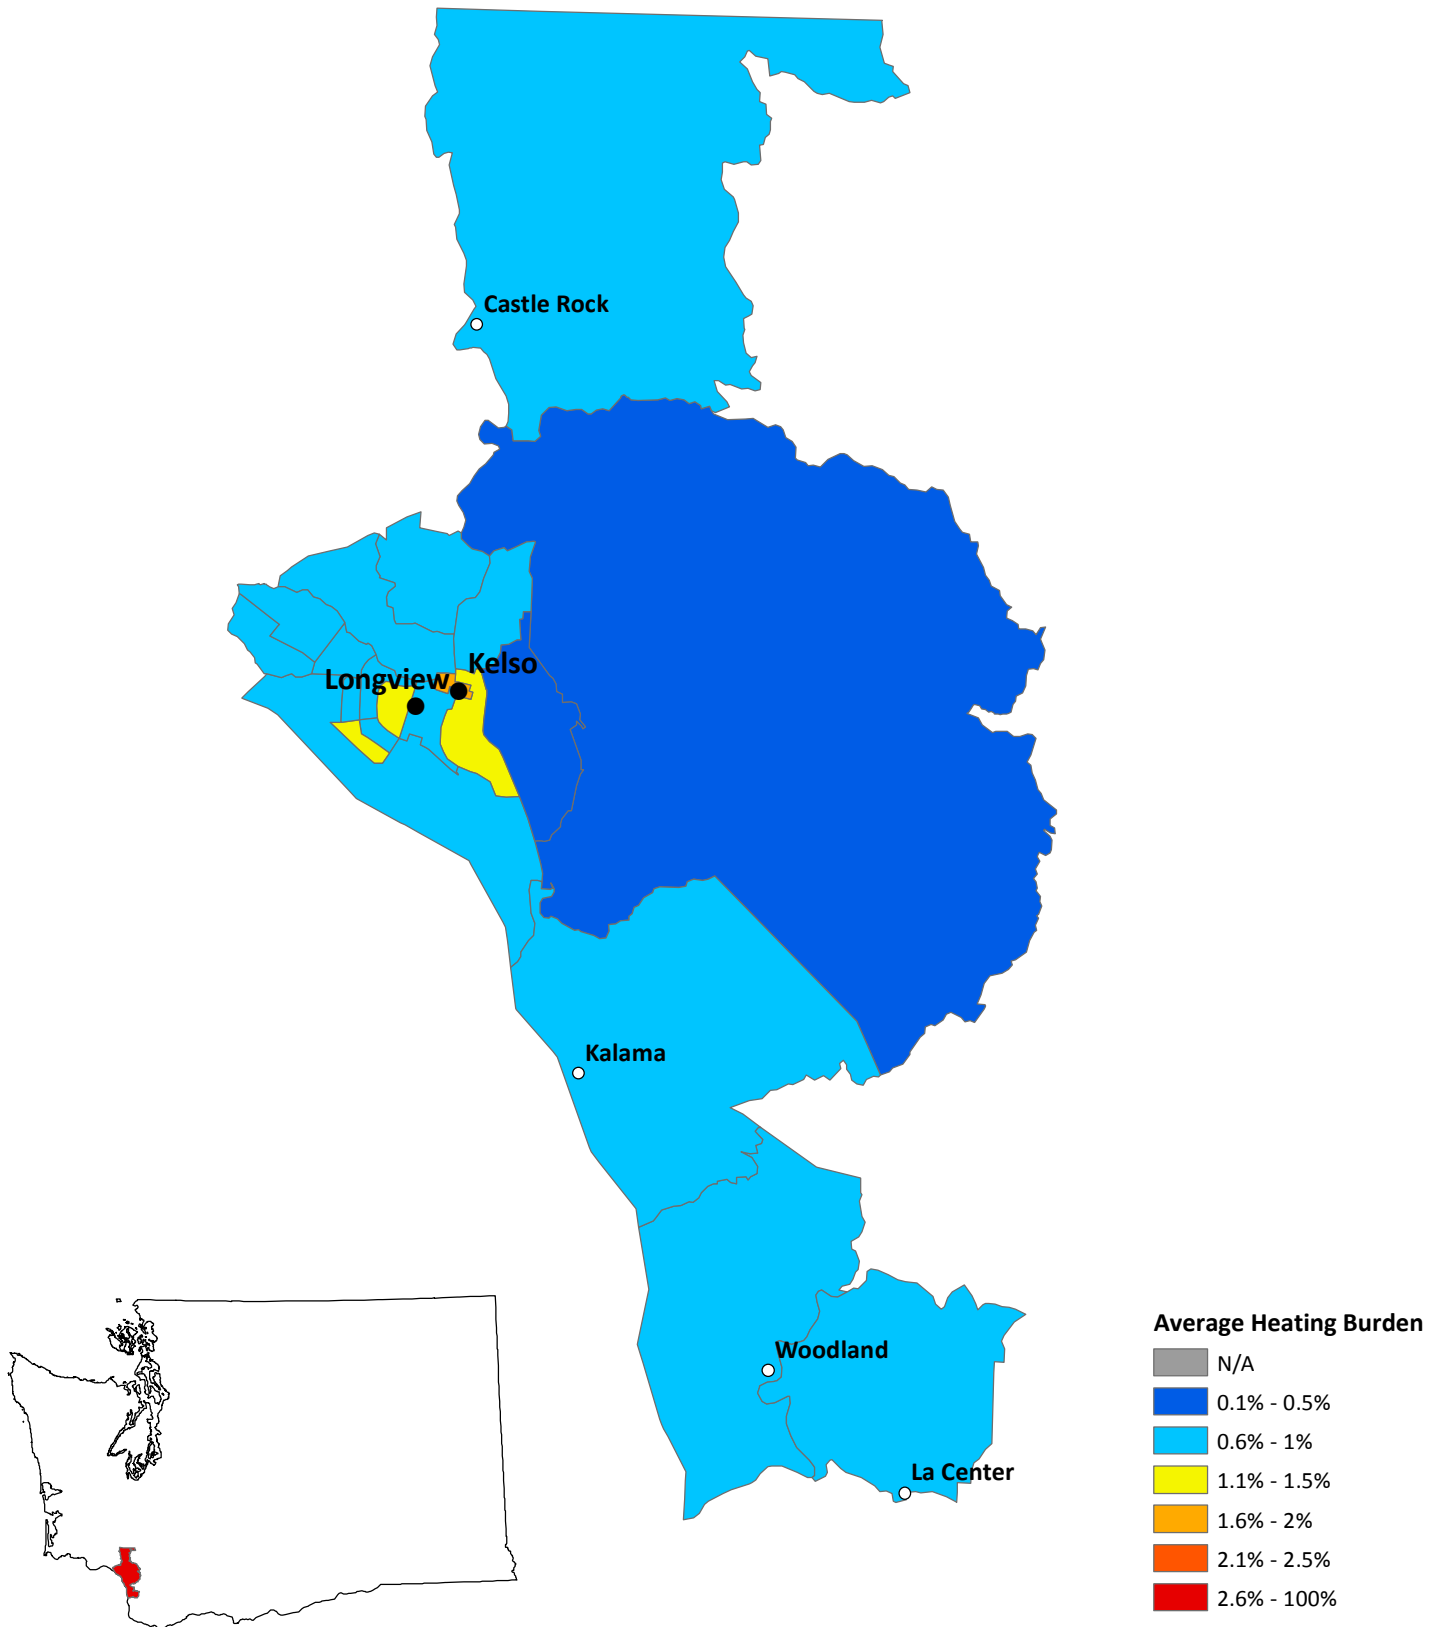 Castle Rock
Kelso
Longview
Kalama
Woodland
La Center
Average Heating Burden
N/A
0.1% - 0.5%
0.6% - 1%
1.1% - 1.5%
1.6% - 2%
2.1% - 2.5%
2.6% - 100%